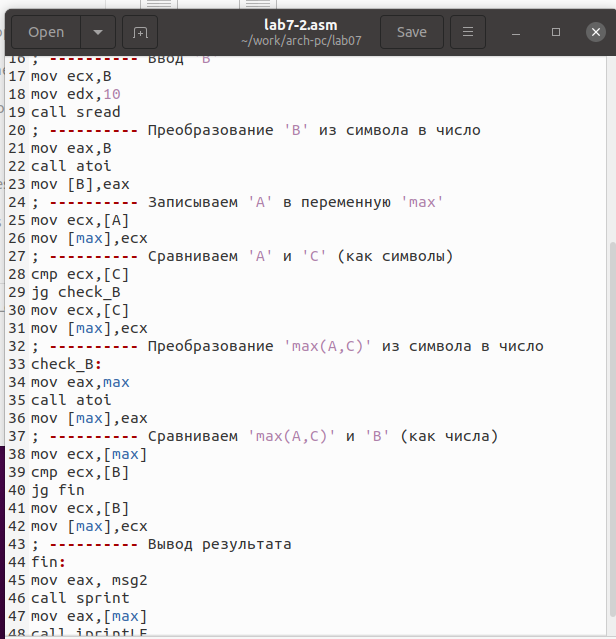 Open
lab7-2.asm
~/work/arch-pc/lab07
Save
16 ; ---------- Ввод 'B'
17 mov ecx,B
18 mov edx,10
19 call sread
20 ; ---------- Преобразование 'B' из символа в число
21 mov eax,B
22 call atoi
23 mov [B],eax
24 ; ---------- Записываем 'A' в переменную 'max'
25 mov ecx,[A]
26 mov [max],ecx
27 ; ---------- Сравниваем 'A' и 'C' (как символы)
28 cmp ecx,[C]
29 jg check_B
30 mov ecx,[C]
31 mov [max],ecx
32 ; ---------- Преобразование 'max(A,C)' из символа в число
33 check_B:
34 mov eax,max
35 call atoi
36 mov [max],eax
37 ; ---------- Сравниваем 'max(A,C)' и 'B' (как числа)
38 mov ecx,[max]
39 cmp ecx,[B]
40 jg fin
41 mov ecx,[B]
42 mov [max],ecx
43 ; ---------- Вывод результата
44 fin:
45 mov eax, msg2
46 call sprint
47 mov eax,[max]
48 call iprintLF